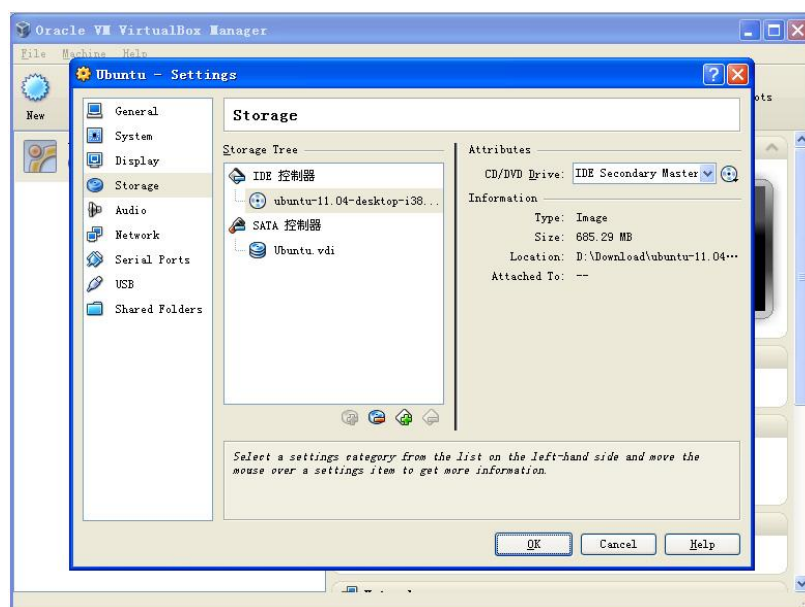 Oracle VM VirtualBox Manager
File Machine Help
New
ots
Ubuntu - Settings
General
System
Display
Storage
Audio
Network
Serial Ports
USB
Shared Folders
Storage
Storage Tree
IDE 控制器
ubuntu-11.04-desktop-i38...
SATA 控制器
Ubuntu.vdi
Attributes
CD/DVD Drive: IDE Secondary Master
Information
Type: Image
Size: 685.29 MB
Location: D:\Download\ubuntu-11.04...
Attached To: --
Select a settings category from the list on the left-hand side and move the
mouse over a settings item to get more information.
OK Cancel Help